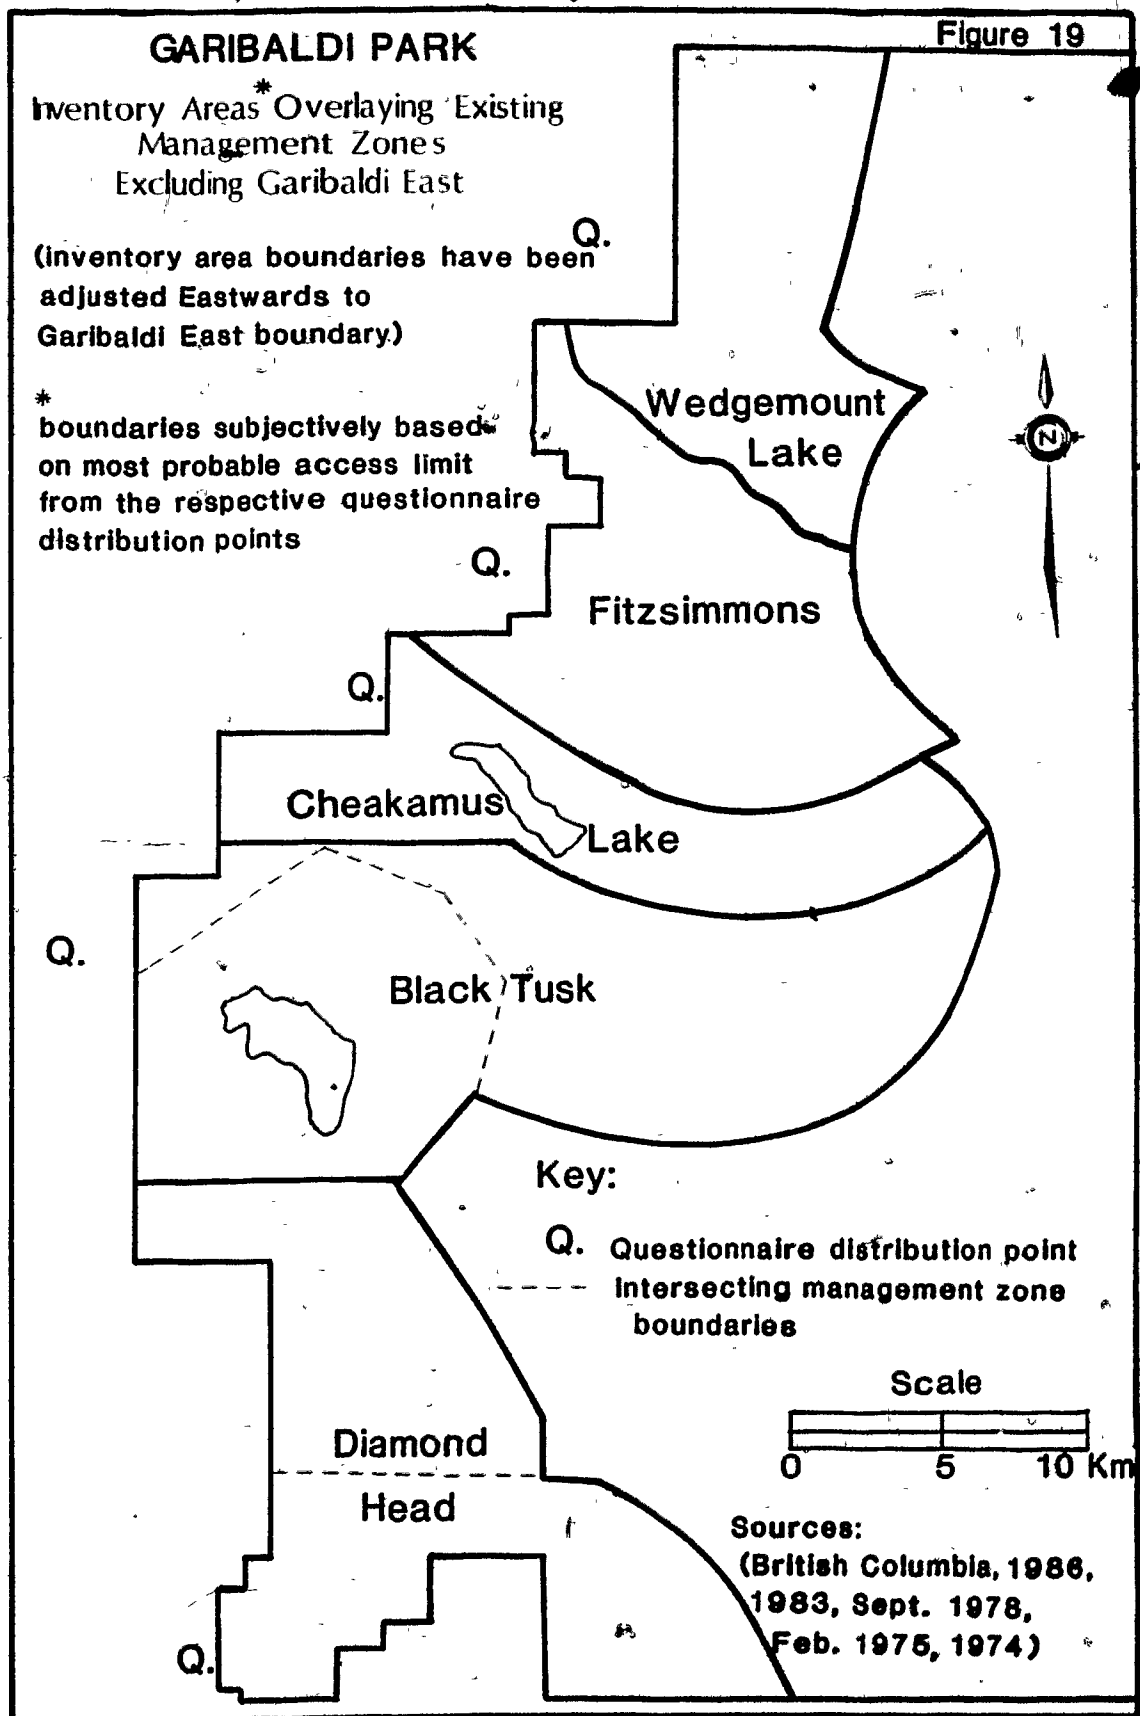 Figure 19
GARIBALDI PARK
Inventory Areas* Overlaying Existing
Management Zones
Excluding Garibaldi East
Q.
(inventory area boundaries have been
adjusted Eastwards to
Garibaldi East boundary.)
*
boundaries subjectively based
on most probable access limit
from the respective questionnaire
distribution points
Wedgemount
Lake
N
Q.
Fitzsimmons
Q.
Cheakamus
Lake
Q.
Black Tusk
Key:
Q. Questionnaire distribution point
Intersecting management zone
boundaries
Scale
0 5 10 Km
Diamond
Head
Sources:
(British Columbia, 1986,
1983, Sept. 1978,
Feb. 1975, 1974)
Q.